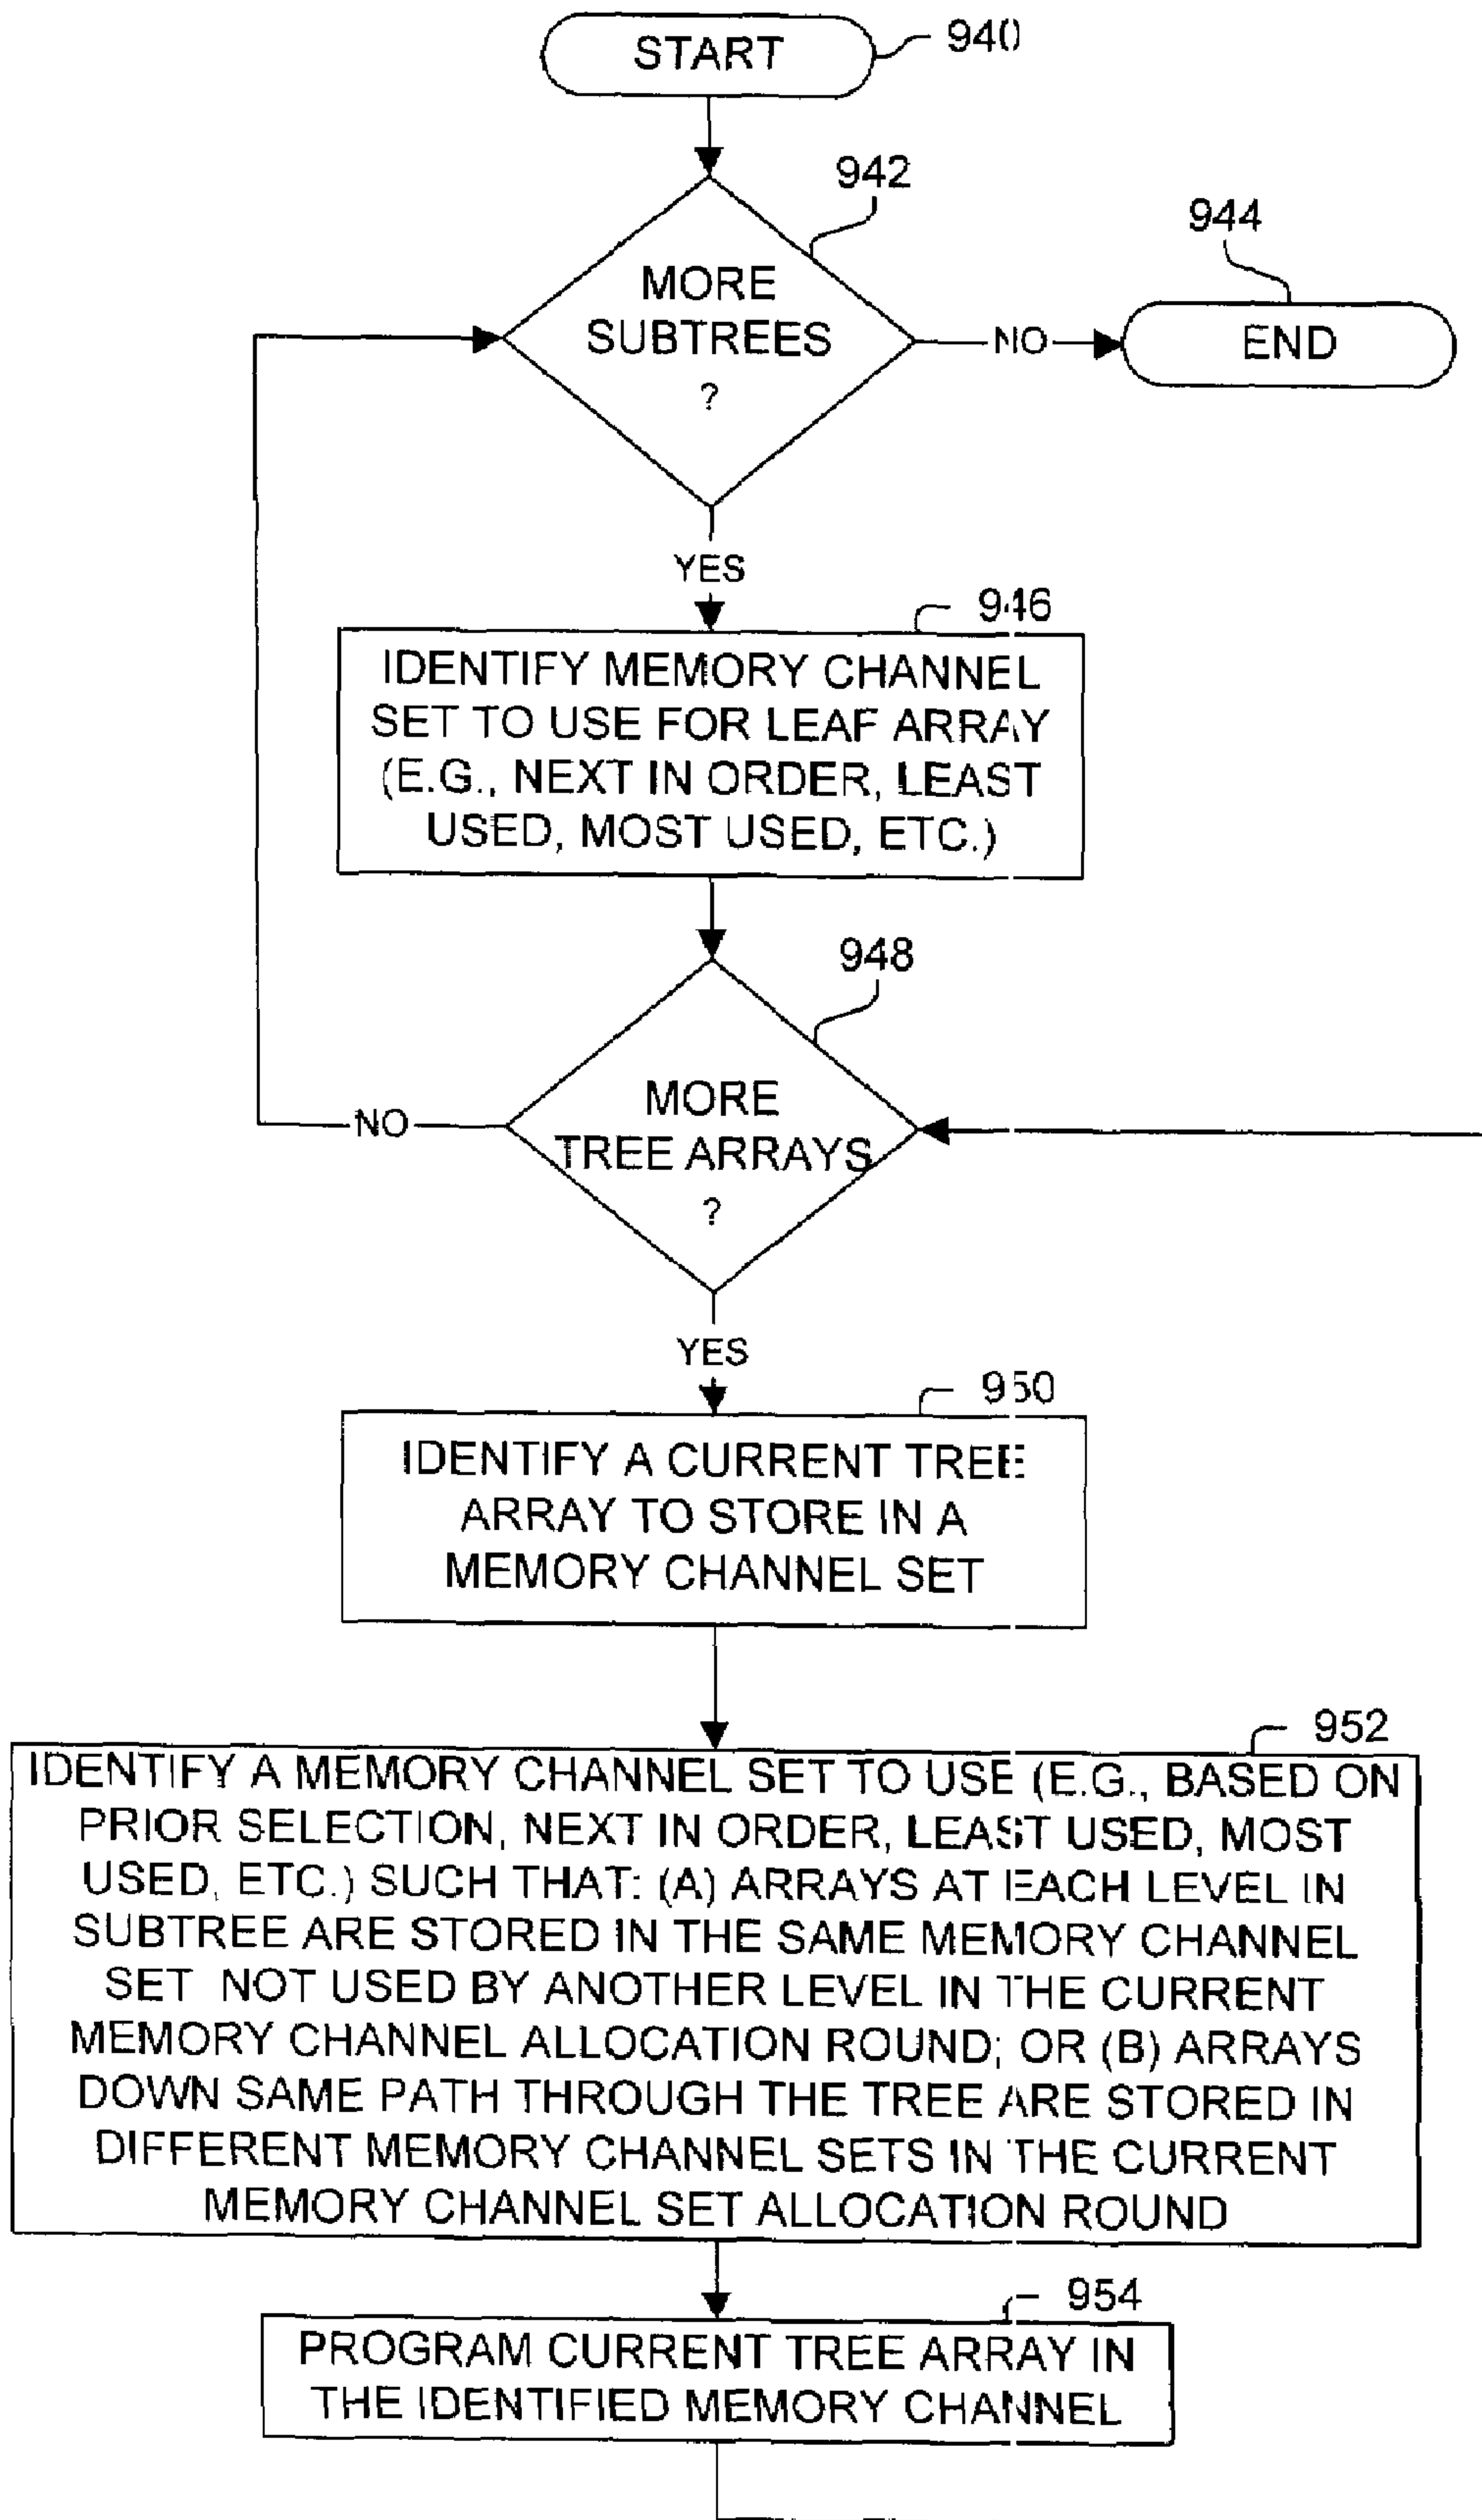 START
940
942
944
MORE
SUBTREES
?
NO
END
YES
946
IDENTIFY MEMORY CHANNEL
SET TO USE FOR LEAF ARRAY
(E.G., NEXT IN ORDER, LEAST
USED, MOST USED, ETC.)
948
MORE
TREE ARRAYS
?
NO
YES
950
IDENTIFY A CURRENT TREE
ARRAY TO STORE IN A
MEMORY CHANNEL SET
952
IDENTIFY A MEMORY CHANNEL SET TO USE (E.G., BASED ON
PRIOR SELECTION, NEXT IN ORDER, LEAST USED, MOST
USED, ETC.) SUCH THAT: (A) ARRAYS AT EACH LEVEL IN
SUBTREE ARE STORED IN THE SAME MEMORY CHANNEL
SET NOT USED BY ANOTHER LEVEL IN THE CURRENT
MEMORY CHANNEL ALLOCATION ROUND; OR (B) ARRAYS
DOWN SAME PATH THROUGH THE TREE ARE STORED IN
DIFFERENT MEMORY CHANNEL SETS IN THE CURRENT
MEMORY CHANNEL SET ALLOCATION ROUND
954
PROGRAM CURRENT TREE ARRAY IN
THE IDENTIFIED MEMORY CHANNEL